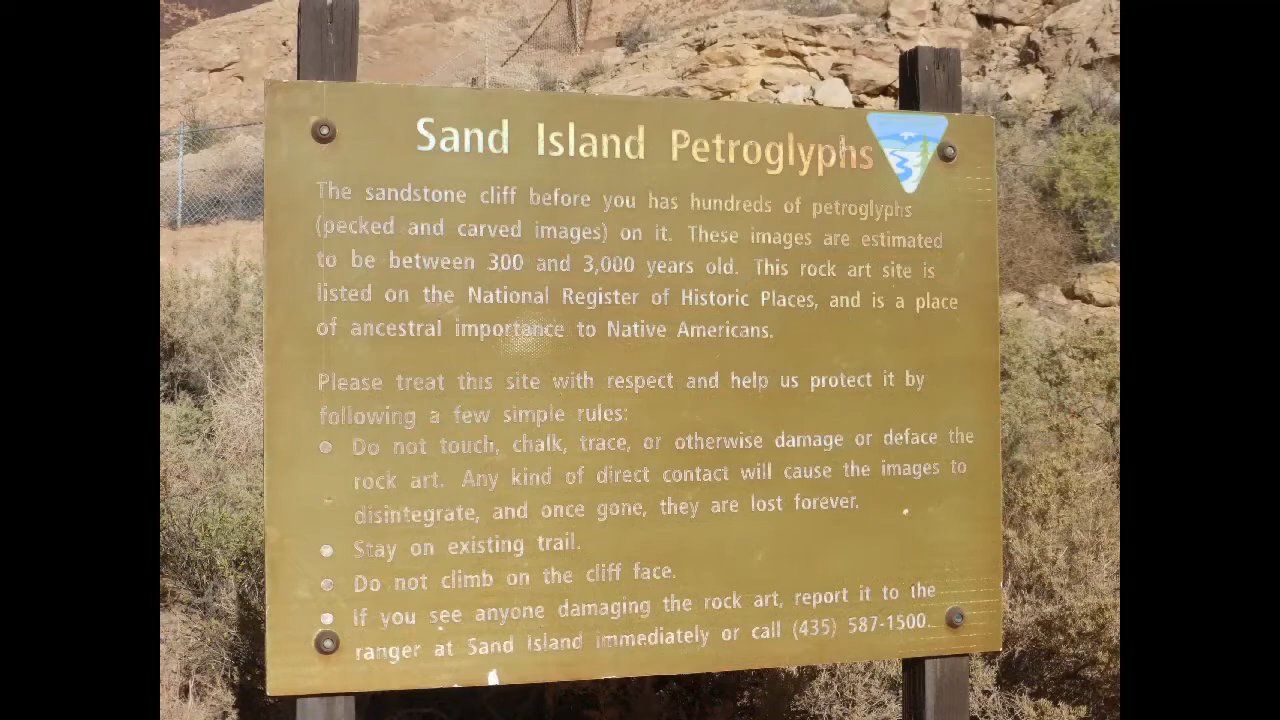 Sand Island Petroglyphs
The sandstone cliff before you has hundreds of petroglyphs
(pecked and carved images) on it. These images are estimated
to be between 300 and 3,000 years old. This rock art site is
listed on the National Register of Historic Places, and is a place
of ancestral importance to Native Americans.
Please treat this site with respect and help us protect it by
following a few simple rules:
● Do not touch, chalk, trace, or otherwise damage or deface the
rock art. Any kind of direct contact will cause the images to
disintegrate, and once gone, they are lost forever.
● Stay on existing trail.
● Do not climb on the cliff face.
● If you see anyone damaging the rock art, report it to the
ranger at Sand Island immediately or call (435) 587-1500.